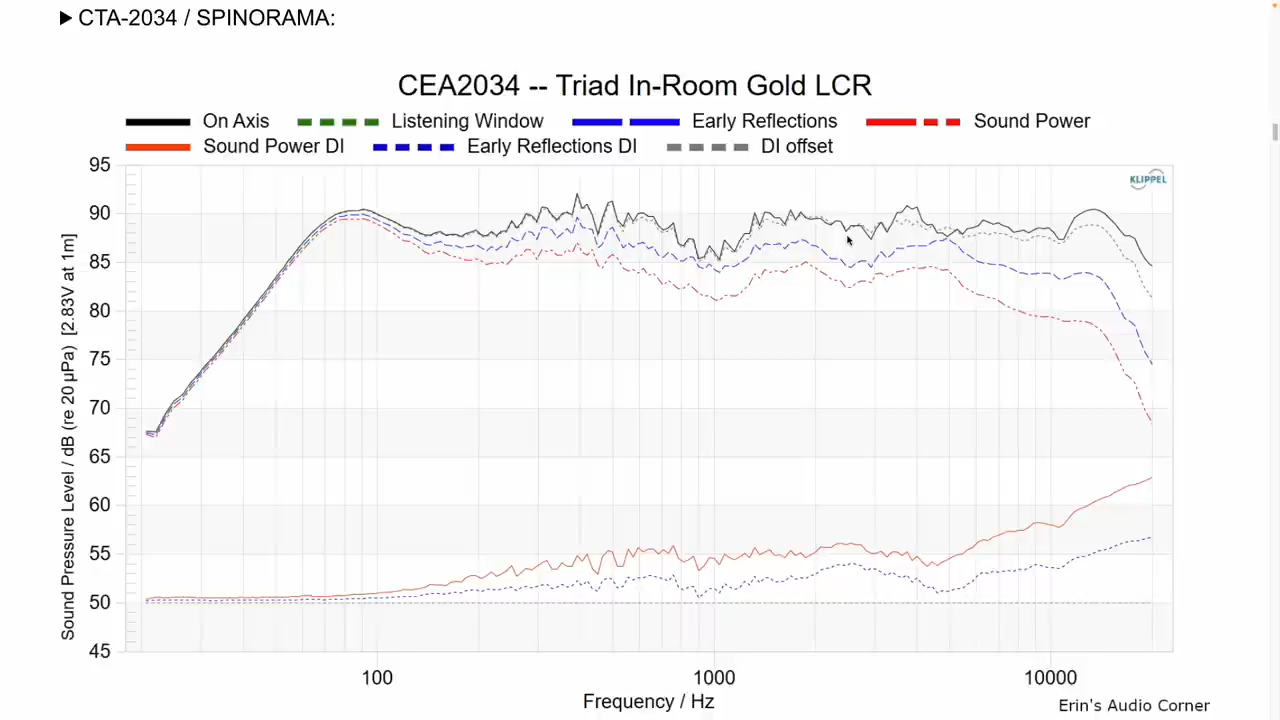 ▶ CTA-2034 / SPINORAMA:
CEA2034 -- Triad In-Room Gold LCR
On Axis Listening Window Early Reflections Sound Power
Sound Power DI Early Reflections DI DI offset
95
90
85
80
75
70
65
60
55
50
45
KLIPPEL
Sound Pressure Level / dB (re 20 µPa) [2.83V at 1m]
100 1000 10000
Frequency / Hz
Erin's Audio Corner